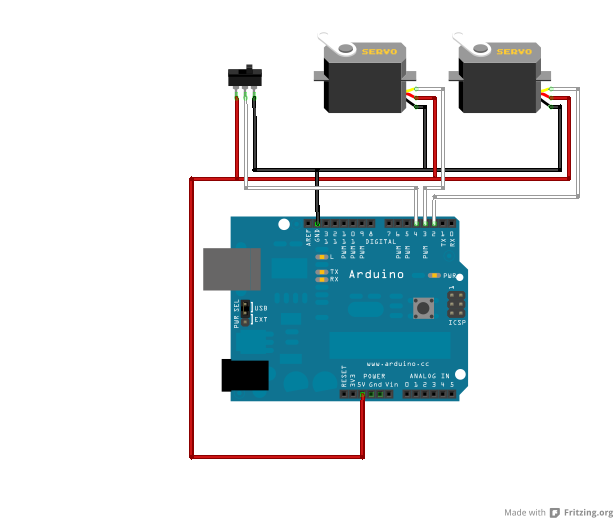 SERVO
SERVO
AREF
GND
13
12
11
10
9
8
7
6
5
4
3
2
1
0
PWM
PWM
PWM
PWM
PWM
PWM
TX
RX
DIGITAL
L
TX
RX
Arduino
PWR
1
ICSP
PWR SEL
USB
EXT
www.arduino.cc
RESET
3V3
POWER
5V Gnd Vin
ANALOG IN
0 1 2 3 4 5
Made with Fritzing.org